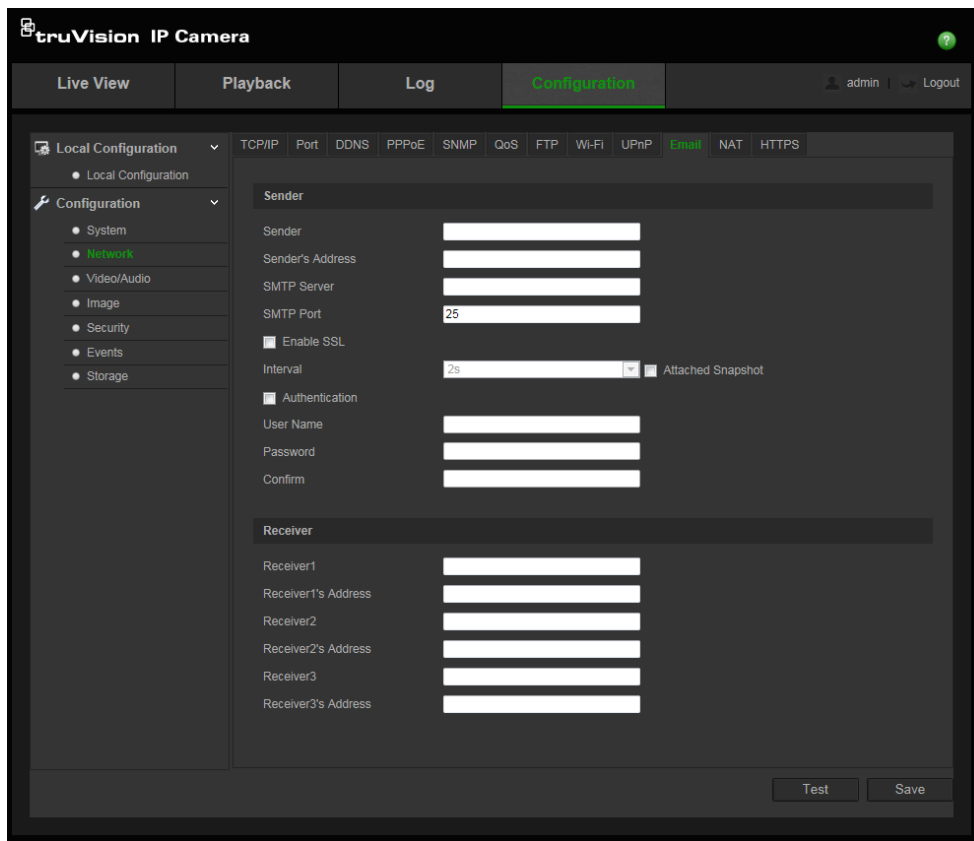 truVision IP Camera
?
Live View Playback Log Configuration admin | Logout
Local Configuration
Local Configuration
Configuration
System
Network
Video/Audio
Image
Security
Events
Storage
TCP/IP Port DDNS PPPoE SNMP QoS FTP Wi-Fi UPnP Email NAT HTTPS
Sender
Sender
Sender's Address
SMTP Server
SMTP Port 25
Enable SSL
Interval 2s Attached Snapshot
Authentication
User Name
Password
Confirm
Receiver
Receiver1
Receiver1's Address
Receiver2
Receiver2's Address
Receiver3
Receiver3's Address
Test Save